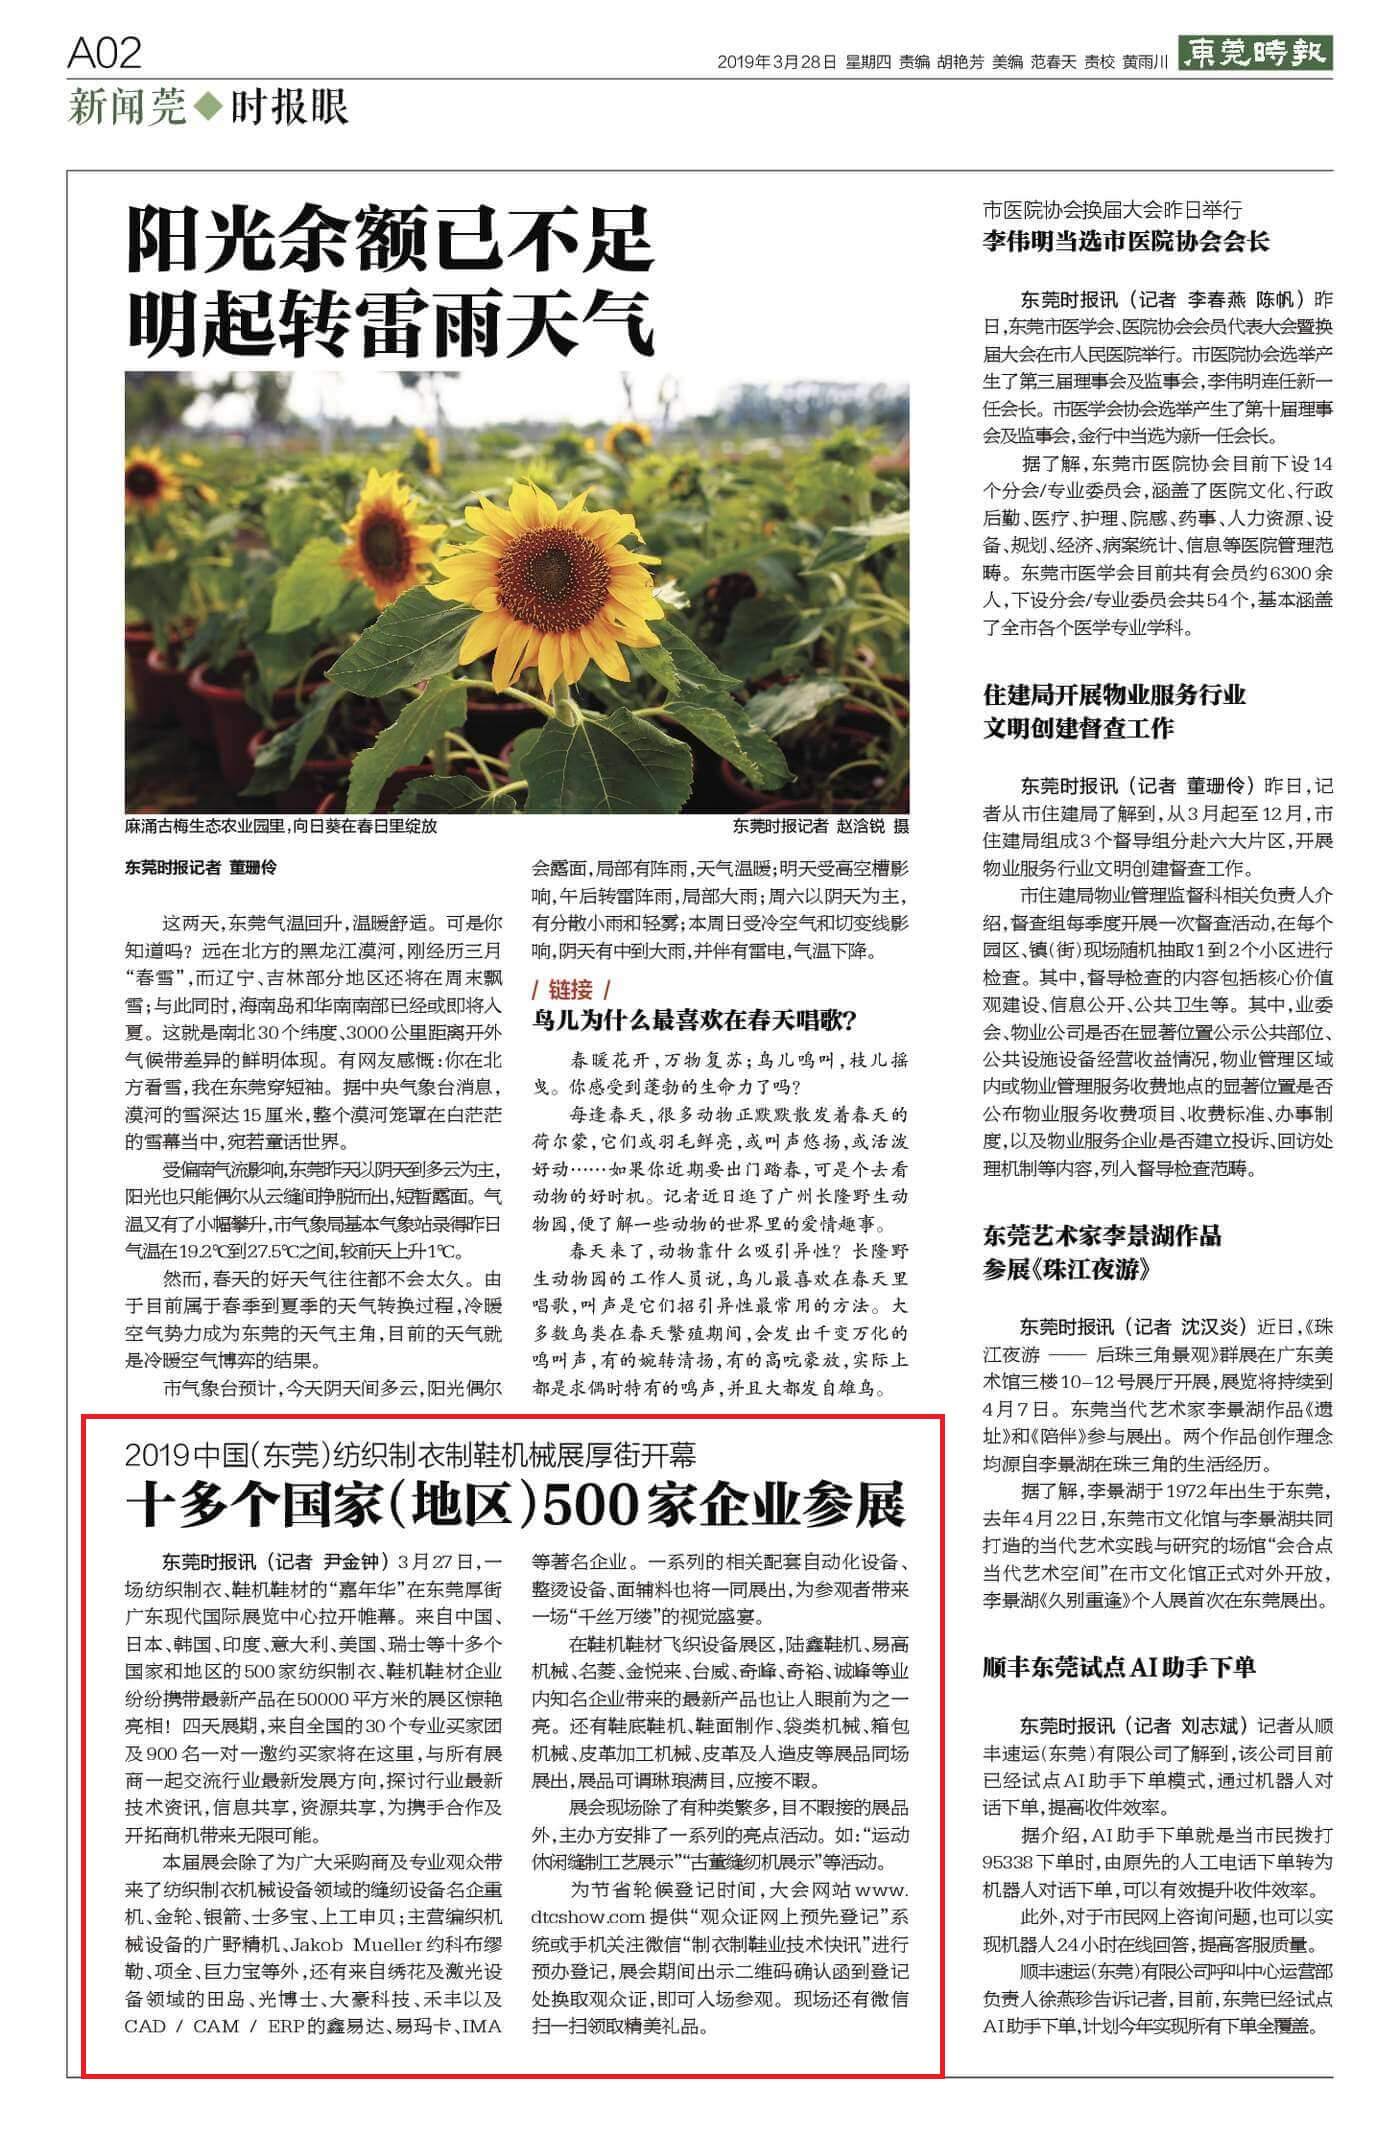 A02
2019年3月28日 星期四 责编 胡艳芳 美编 范春天 责校 黄雨川
東莞時報
新闻莞◆时报眼
阳光余额已不足
明起转雷雨天气
麻涌古梅生态农业园里,向日葵在春日里绽放
东莞时报记者 赵浛锐 摄
东莞时报记者 董珊伶
这两天,东莞气温回升,温暖舒适。可是你
知道吗？远在北方的黑龙江漠河,刚经历三月
“春雪”,而辽宁、吉林部分地区还将在周末飘
雪;与此同时,海南岛和华南南部已经或即将入
夏。这就是南北30个纬度、3000公里距离开外
气候带差异的鲜明体现。有网友感慨:你在北
方看雪,我在东莞穿短袖。据中央气象台消息,
漠河的雪深达15厘米,整个漠河笼罩在白茫茫
的雪幕当中,宛若童话世界。
受偏南气流影响,东莞昨天以阴天到多云为主,
阳光也只能偶尔从云缝间挣脱而出,短暂露面。气
温又有了小幅攀升,市气象局基本气象站录得昨日
气温在19.2℃到27.5℃之间,较前天上升1℃。
然而,春天的好天气往往都不会太久。由
于目前属于春季到夏季的天气转换过程,冷暖
空气势力成为东莞的天气主角,目前的天气就
是冷暖空气博弈的结果。
市气象台预计,今天阴天间多云,阳光偶尔
会露面,局部有阵雨,天气温暖;明天受高空槽影
响,午后转雷阵雨,局部大雨;周六以阴天为主,
有分散小雨和轻雾;本周日受冷空气和切变线影
响,阴天有中到大雨,并伴有雷电,气温下降。
/ 链接 /
鸟儿为什么最喜欢在春天唱歌?
春暖花开,万物复苏;鸟儿鸣叫,枝儿摇
曳。你感受到蓬勃的生命力了吗?
每逢春天,很多动物正默默散发着春天的
荷尔蒙,它们或羽毛鲜亮,或叫声悠扬,或活泼
好动……如果你近期要出门踏春,可是个去看
动物的好时机。记者近日逛了广州长隆野生动
物园,便了解一些动物的世界里的爱情趣事。
春天来了,动物靠什么吸引异性？长隆野
生动物园的工作人员说,鸟儿最喜欢在春天里
唱歌,叫声是它们招引异性最常用的方法。大
多数鸟类在春天繁殖期间,会发出千变万化的
鸣叫声,有的婉转清扬,有的高吭豪放,实际上
都是求偶时特有的鸣声,并且大都发自雄鸟。
2019中国(东莞)纺织制衣制鞋机械展厚街开幕
十多个国家(地区)500家企业参展
东莞时报讯（记者 尹金钟）3月27日,一
场纺织制衣、鞋机鞋材的“嘉年华”在东莞厚街
广东现代国际展览中心拉开帷幕。来自中国、
日本、韩国、印度、意大利、美国、瑞士等十多个
国家和地区的500家纺织制衣、鞋机鞋材企业
纷纷携带最新产品在50000平方米的展区惊艳
亮相！四天展期,来自全国的30个专业买家团
及900名一对一邀约买家将在这里,与所有展
商一起交流行业最新发展方向,探讨行业最新
技术资讯,信息共享,资源共享,为携手合作及
开拓商机带来无限可能。
本届展会除了为广大采购商及专业观众带
来了纺织制衣机械设备领域的缝纫设备名企重
机、金轮、银箭、士多宝、上工申贝;主营编织机
械设备的广野精机、Jakob Mueller约科布缪
勒、项全、巨力宝等外,还有来自绣花及激光设
备领域的田岛、光博士、大豪科技、禾丰以及
CAD / CAM / ERP的鑫易达、易玛卡、IMA
等著名企业。一系列的相关配套自动化设备、
整烫设备、面辅料也将一同展出,为参观者带来
一场“千丝万缕”的视觉盛宴。
在鞋机鞋材飞织设备展区,陆鑫鞋机、易高
机械、名菱、金悦来、台威、奇峰、奇裕、诚峰等业
内知名企业带来的最新产品也让人眼前为之一
亮。还有鞋底鞋机、鞋面制作、袋类机械、箱包
机械、皮革加工机械、皮革及人造皮等展品同场
展出,展品可谓琳琅满目,应接不暇。
展会现场除了有种类繁多,目不暇接的展品
外,主办方安排了一系列的亮点活动。如:“运动
休闲缝制工艺展示”“古董缝纫机展示”等活动。
为节省轮候登记时间,大会网站www.
dtcshow.com提供“观众证网上预先登记”系
统或手机关注微信“制衣制鞋业技术快讯”进行
预办登记,展会期间出示二维码确认函到登记
处换取观众证,即可入场参观。现场还有微信
扫一扫领取精美礼品。
市医院协会换届大会昨日举行
李伟明当选市医院协会会长
东莞时报讯（记者 李春燕 陈帆）昨
日,东莞市医学会、医院协会会员代表大会暨换
届大会在市人民医院举行。市医院协会选举产
生了第三届理事会及监事会,李伟明连任新一
任会长。市医学会协会选举产生了第十届理事
会及监事会,金行中当选为新一任会长。
据了解,东莞市医院协会目前下设14
个分会/专业委员会,涵盖了医院文化、行政
后勤、医疗、护理、院感、药事、人力资源、设
备、规划、经济、病案统计、信息等医院管理范
畴。东莞市医学会目前共有会员约6300余
人,下设分会/专业委员会共54个,基本涵盖
了全市各个医学专业学科。
住建局开展物业服务行业
文明创建督查工作
东莞时报讯（记者 董珊伶）昨日,记
者从市住建局了解到,从3月起至12月,市
住建局组成3个督导组分赴六大片区,开展
物业服务行业文明创建督查工作。
市住建局物业管理监督科相关负责人介
绍,督查组每季度开展一次督查活动,在每个
园区、镇(街)现场随机抽取1到2个小区进行
检查。其中,督导检查的内容包括核心价值
观建设、信息公开、公共卫生等。其中,业委
会、物业公司是否在显著位置公示公共部位、
公共设施设备经营收益情况,物业管理区域
内或物业管理服务收费地点的显著位置是否
公布物业服务收费项目、收费标准、办事制
度,以及物业服务企业是否建立投诉、回访处
理机制等内容,列入督导检查范畴。
东莞艺术家李景湖作品
参展《珠江夜游》
东莞时报讯（记者 沈汉炎）近日,《珠
江夜游 —— 后珠三角景观》群展在广东美
术馆三楼10-12号展厅开展,展览将持续到
4月7日。东莞当代艺术家李景湖作品《遗
址》和《陪伴》参与展出。两个作品创作理念
均源自李景湖在珠三角的生活经历。
据了解,李景湖于1972年出生于东莞,
去年4月22日,东莞市文化馆与李景湖共同
打造的当代艺术实践与研究的场馆“会合点
当代艺术空间”在市文化馆正式对外开放,
李景湖《久别重逢》个人展首次在东莞展出。
顺丰东莞试点AI助手下单
东莞时报讯（记者 刘志斌）记者从顺
丰速运(东莞)有限公司了解到,该公司目前
已经试点AI助手下单模式,通过机器人对
话下单,提高收件效率。
据介绍,AI助手下单就是当市民拨打
95338下单时,由原先的人工电话下单转为
机器人对话下单,可以有效提升收件效率。
此外,对于市民网上咨询问题,也可以实
现机器人24小时在线回答,提高客服质量。
顺丰速运(东莞)有限公司呼叫中心运营部
负责人徐燕珍告诉记者,目前,东莞已经试点
AI助手下单,计划今年实现所有下单全覆盖。